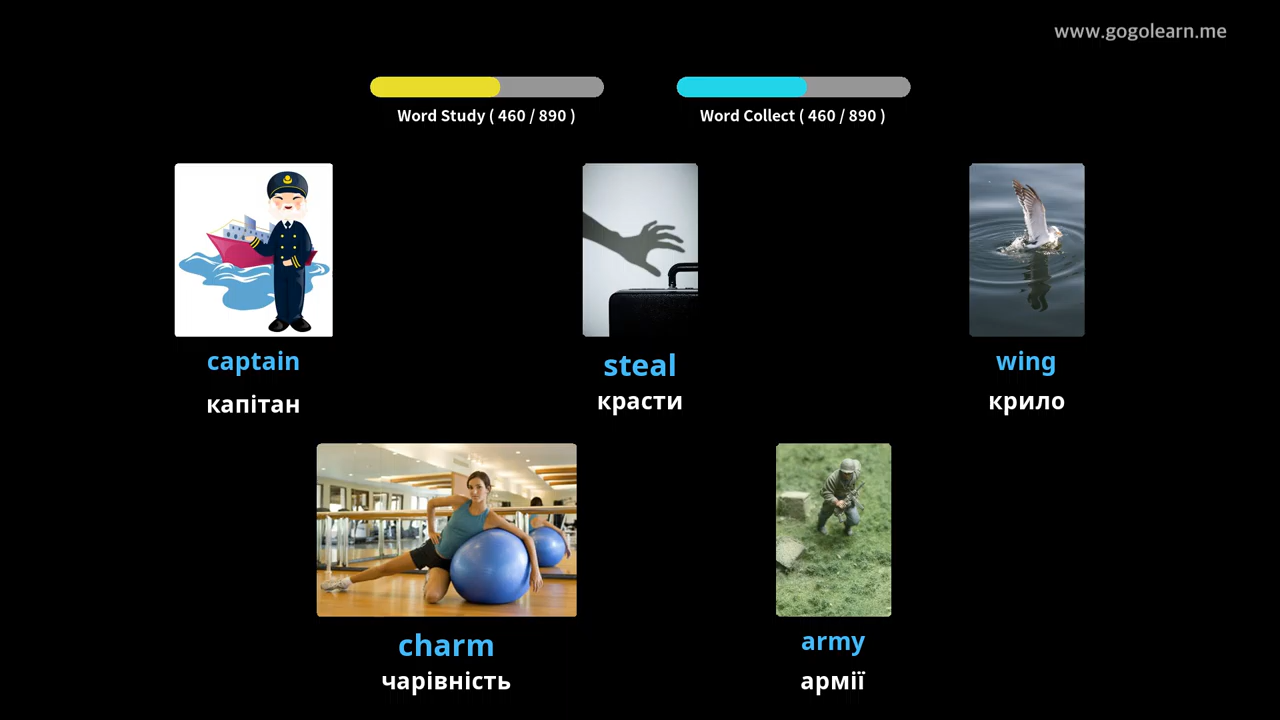 www.gogolearn.me
Word Study ( 460 / 890 )
Word Collect ( 460 / 890 )
captain
капітан
steal
красти
wing
крило
charm
чарівність
army
армії